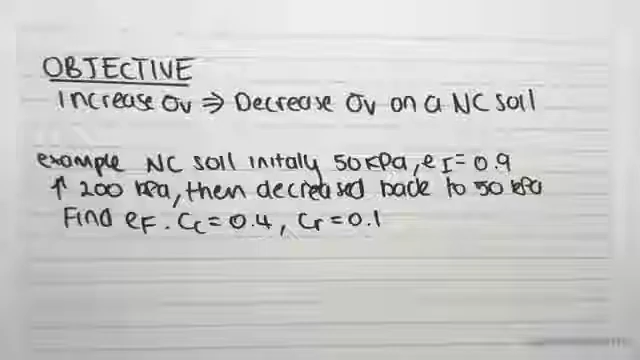 OBJECTIVE
Increase σv ⇒ Decrease σv on a NC soil
example NC soil initaly 50 kPa, eI = 0.9
↑ 200 kPa, then decreased back to 50 kPa
Find eF. Cc = 0.4, Cr = 0.1